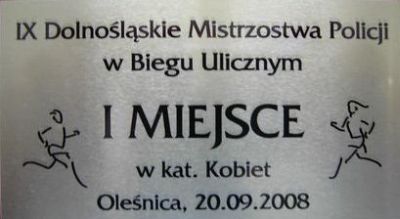 IX Dolnośląskie Mistrzostwa Policji
w Biegu Ulicznym
I MIEJSCE
w kat. Kobiet
Oleśnica, 20.09.2008